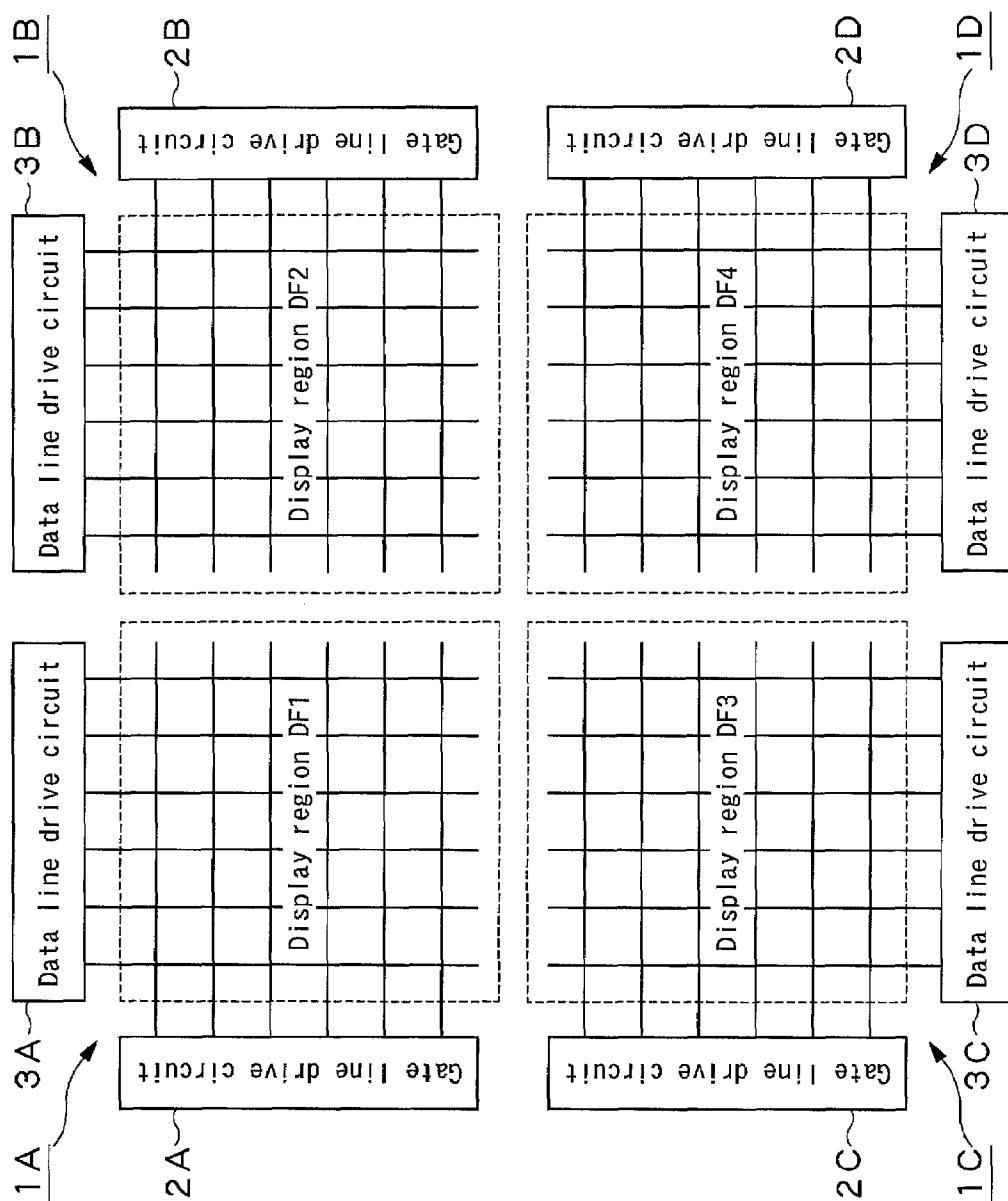 1A
3A
Data line drive circuit
3B
Data line drive circuit
1B
2A
Gate line drive circuit
Display region DF1
Display region DF2
Gate line drive circuit
2B
2C
Gate line drive circuit
Display region DF3
Display region DF4
Gate line drive circuit
2D
1C
3C
Data line drive circuit
3D
Data line drive circuit
1D